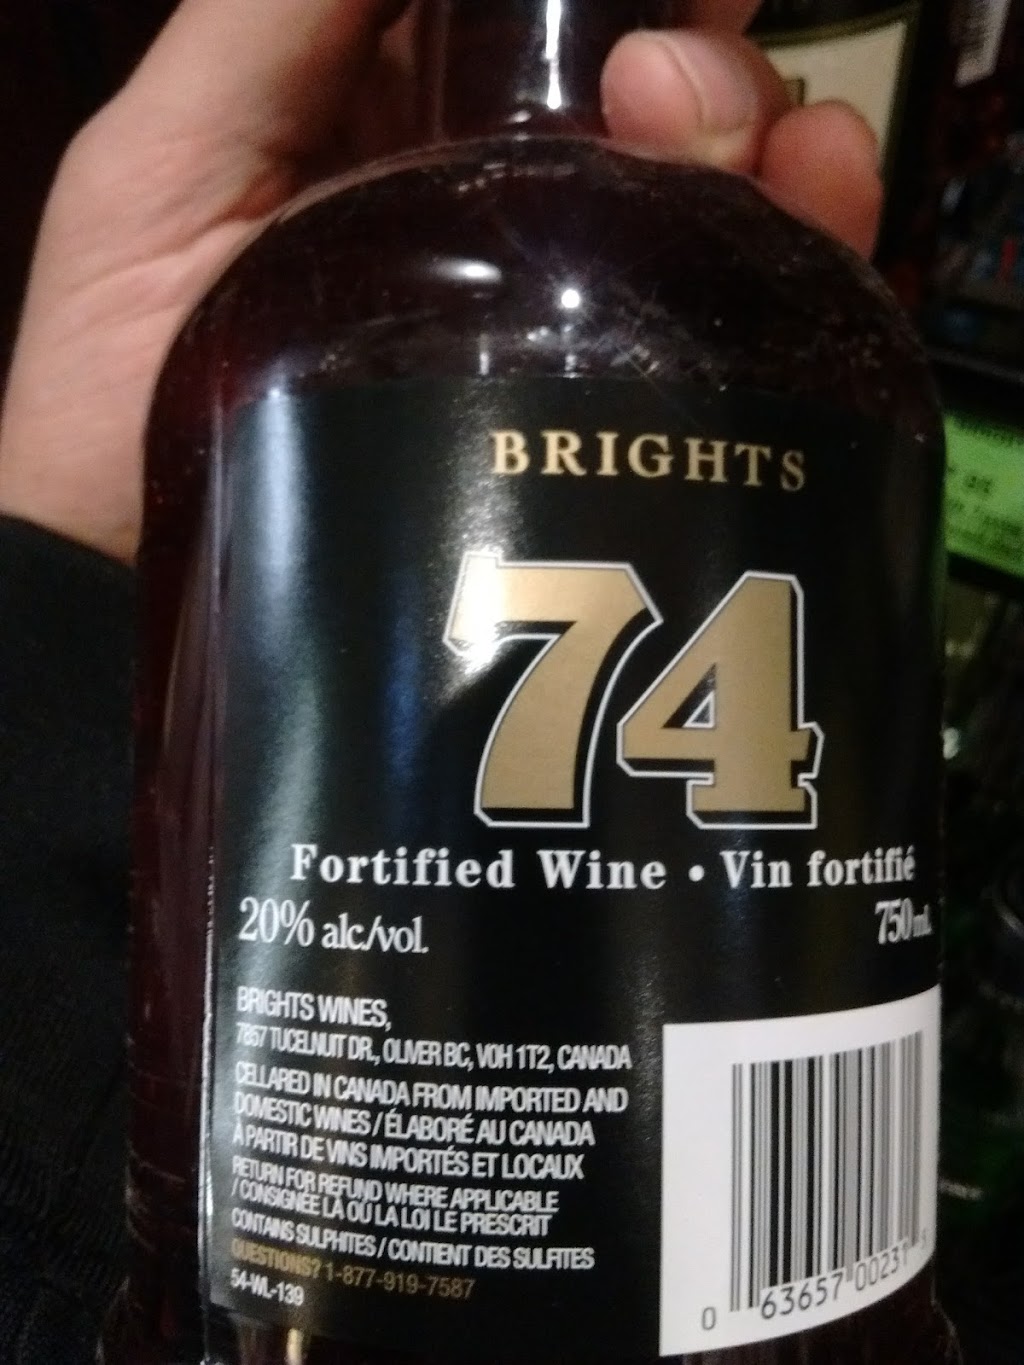 BRIGHTS
74
Fortified Wine • Vin fortifié
20% alc/vol. 750 mL
BRIGHTS WINES,
7857 TUCELNUIT DR., OLIVER BC, V0H 1T2, CANADA
CELLARED IN CANADA FROM IMPORTED AND
DOMESTIC WINES / ÉLABORÉ AU CANADA
À PARTIR DE VINS IMPORTÉS ET LOCAUX
RETURN FOR REFUND WHERE APPLICABLE
/ CONSIGNÉE LÀ OÙ LA LOI LE PRESCRIT
CONTAINS SULPHITES / CONTIENT DES SULFITES
QUESTIONS? 1-877-919-7587
54-WL-139
0 63657 00231